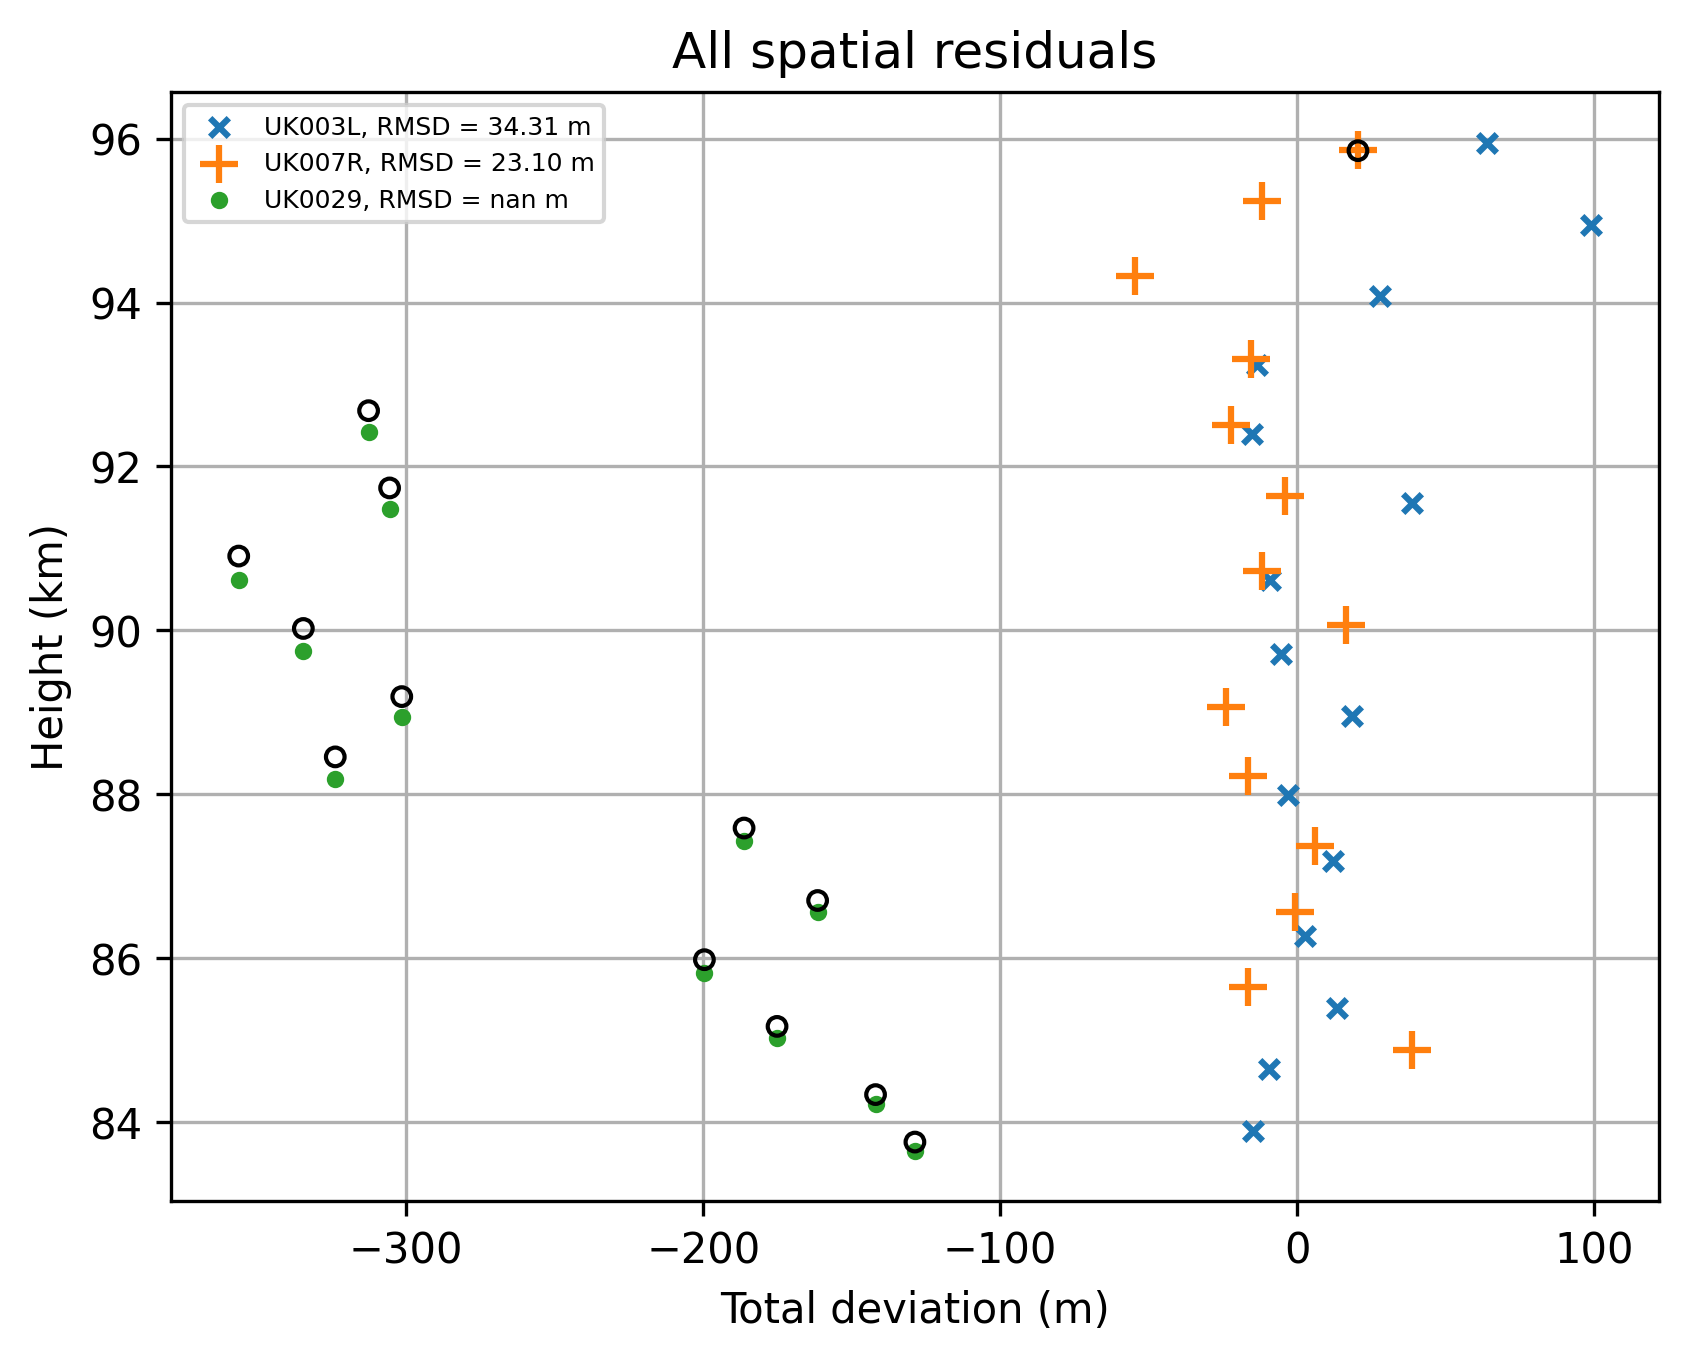 All spatial residuals
UK003L, RMSD = 34.31 m
UK007R, RMSD = 23.10 m
UK0029, RMSD = nan m
96
94
92
90
88
86
84
Height (km)
−300 −200 −100 0 100
Total deviation (m)